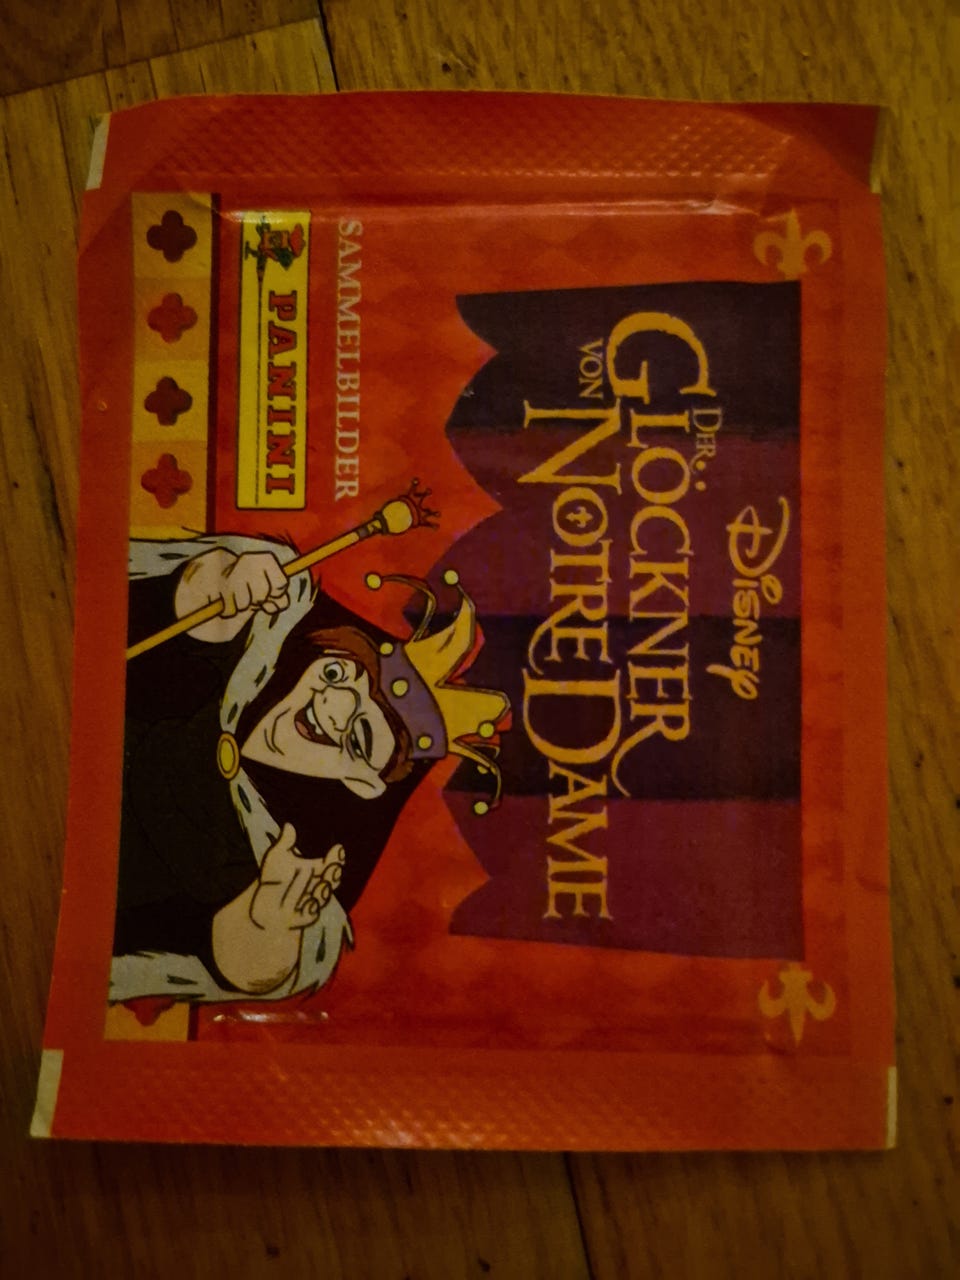 Disney
DER
GLÖCKNER
VON
NOTRE DAME
SAMMELBILDER
PANINI